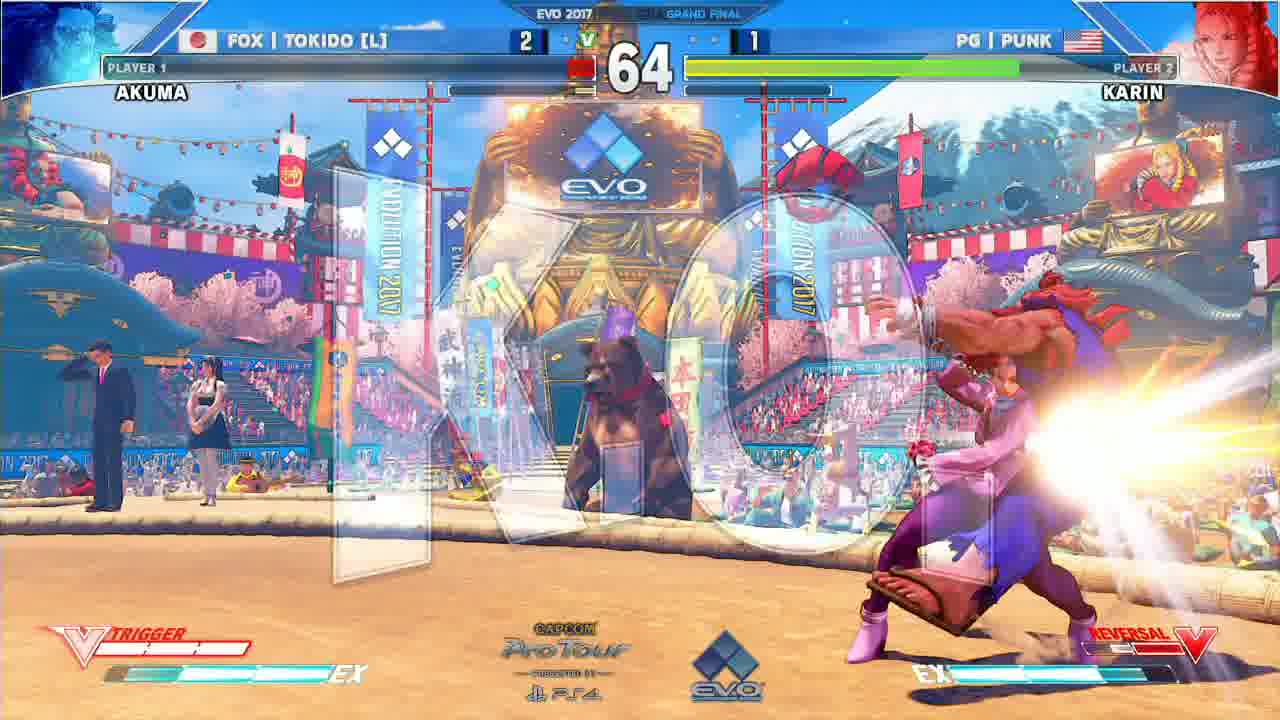 EVO 2017 GRAND FINAL
FOX | TOKIDO [L] 2 V 1 PG | PUNK
PLAYER 1 64 PLAYER 2
AKUMA KARIN
EVO
2017
K.O.
V TRIGGER REVERSAL V
EX EX
CAPCOM
Pro Tour
PS4
EVO